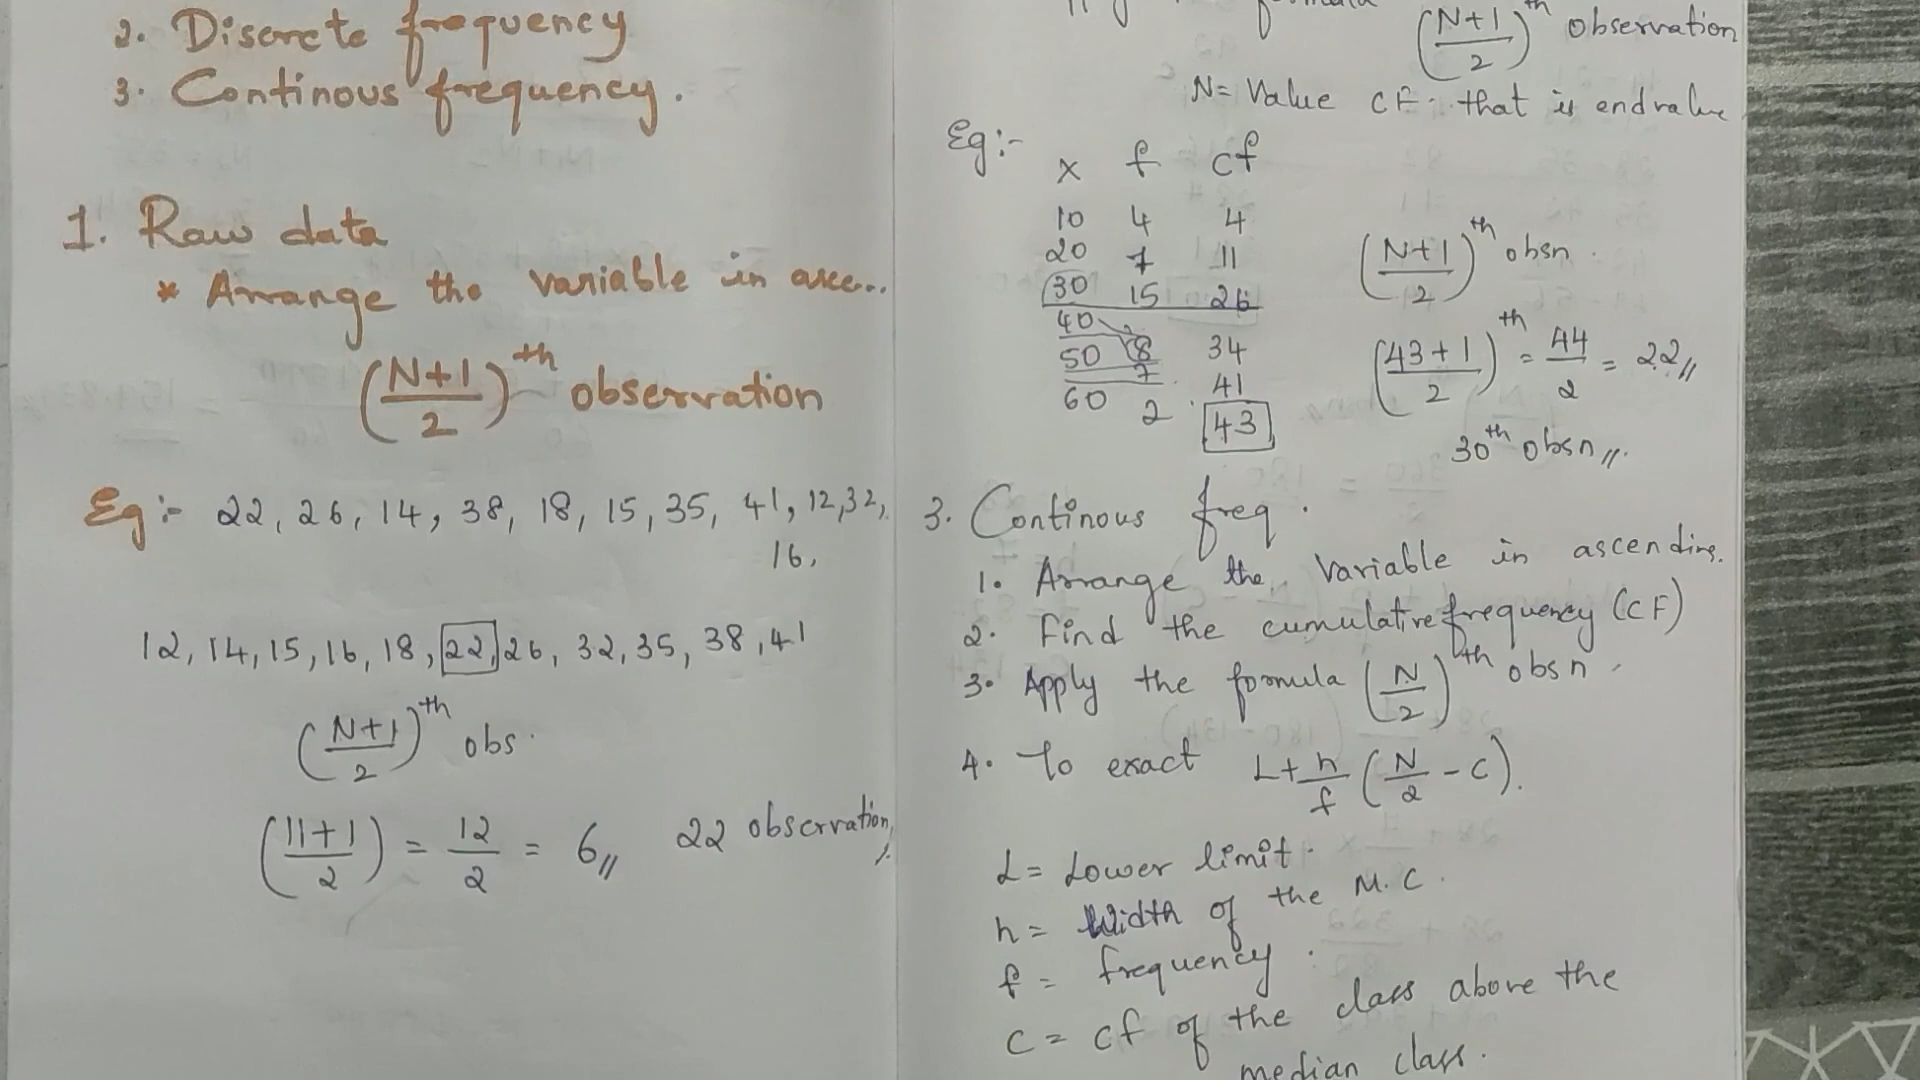 2. Discrete frequency
3. Continous frequency.
1. Raw data
* Arrange the variable in asce...
(N+1/2)th observation
Eg:- 22, 26, 14, 38, 18, 15, 35, 41, 12, 32,
16,
12, 14, 15, 16, 18, 22, 26, 32, 35, 38, 41
(N+1/2)th obs.
(11+1/2) = 12/2 = 6,, 22 observation,,
(N+1/2)th observation
N= Value CF. that is end value
Eg:-
x f cf
10 4 4
20 7 11
30 15 26
40
50 8 34
7 41
60 2 43
(N+1/2)th obsn.
(43+1/2)th = 44/2 = 22,,
30th obsn,,.
3. Continous freq.
1. Arrange the variable in ascending.
2. Find the cumulative frequency (CF)
3. Apply the formula (N/2)th obsn.
4. To exact L+h/f (N/2 - c).
L= Lower limit.
h= Width of the M.C.
f= frequency.
c= cf of the class above the
median class.